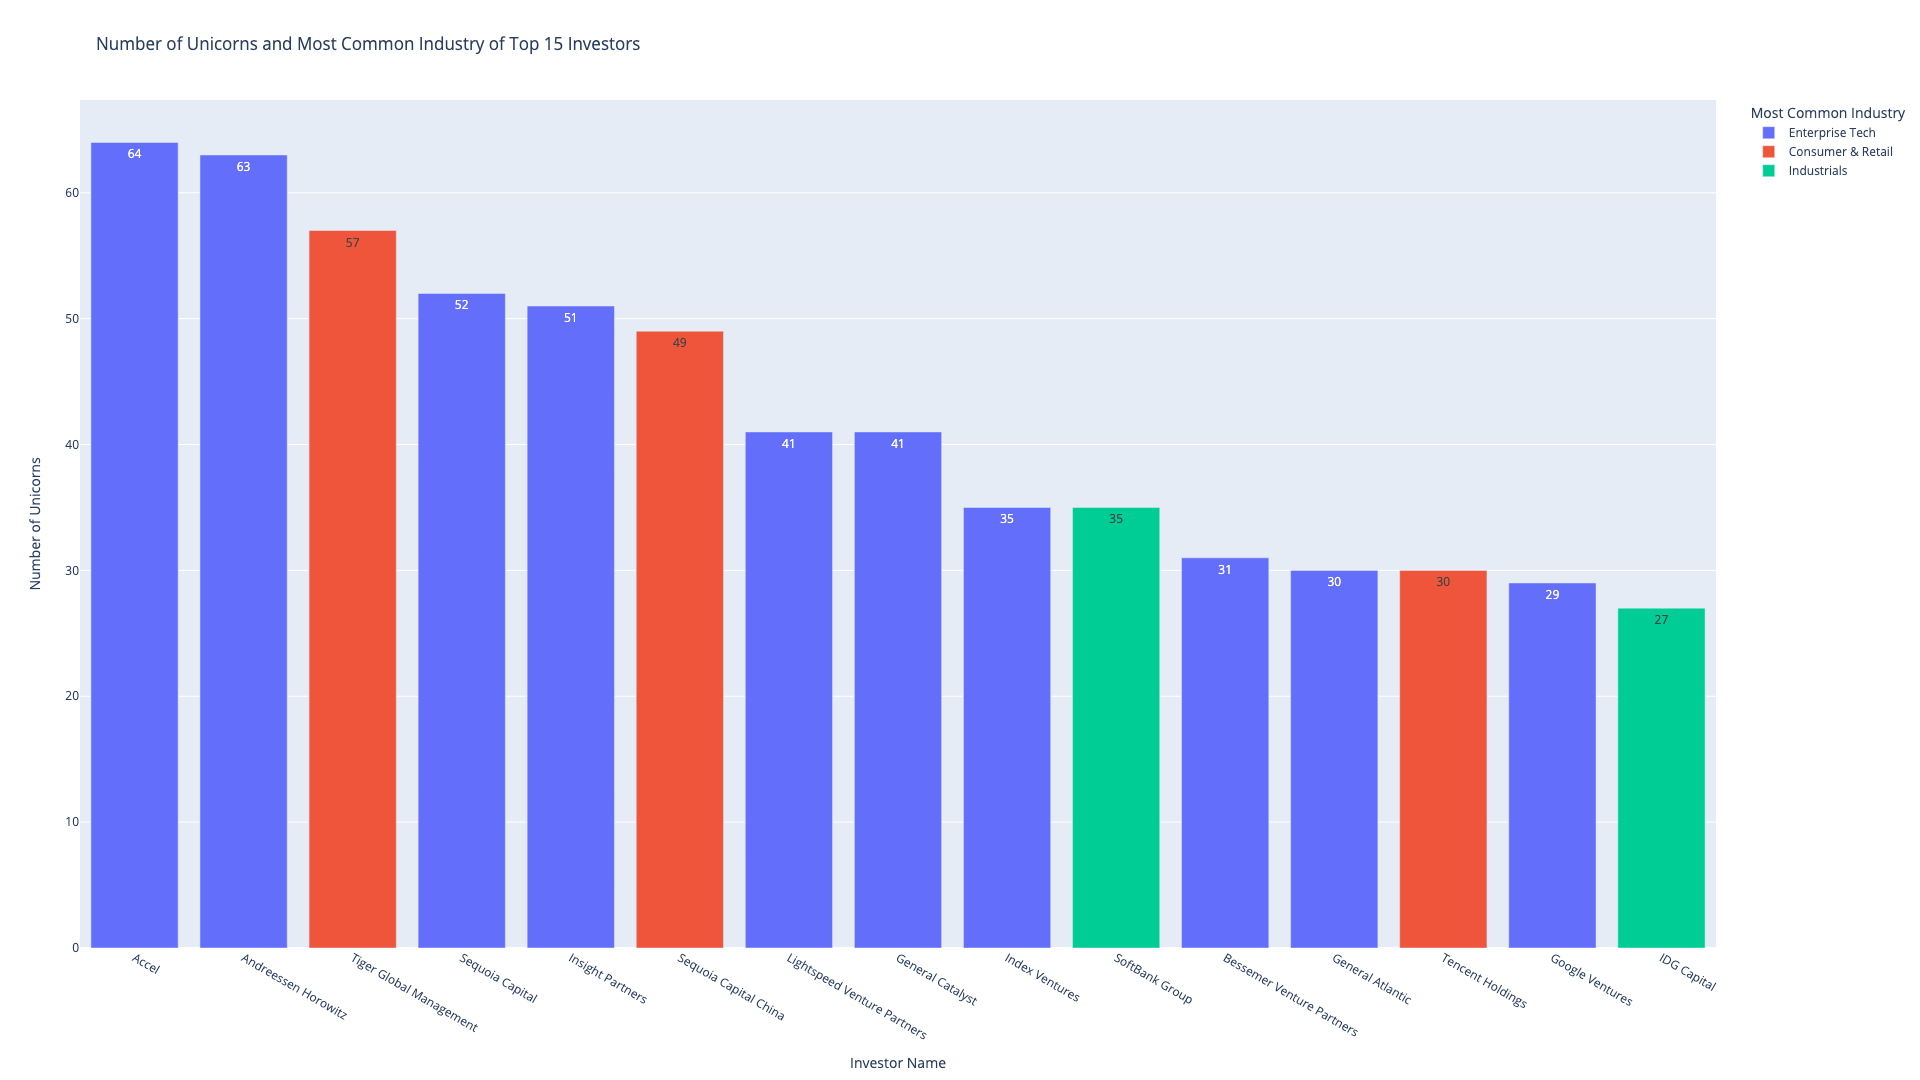 Number of Unicorns and Most Common Industry of Top 15 Investors
Most Common Industry
Enterprise Tech
Consumer & Retail
Industrials
64
63
57
52
51
49
41
41
35
35
31
30
30
29
27
60
50
40
30
20
10
0
Number of Unicorns
Accel
Andreessen Horowitz
Tiger Global Management
Sequoia Capital
Insight Partners
Sequoia Capital China
Lightspeed Venture Partners
General Catalyst
Index Ventures
SoftBank Group
Bessemer Venture Partners
General Atlantic
Tencent Holdings
Google Ventures
IDG Capital
Investor Name